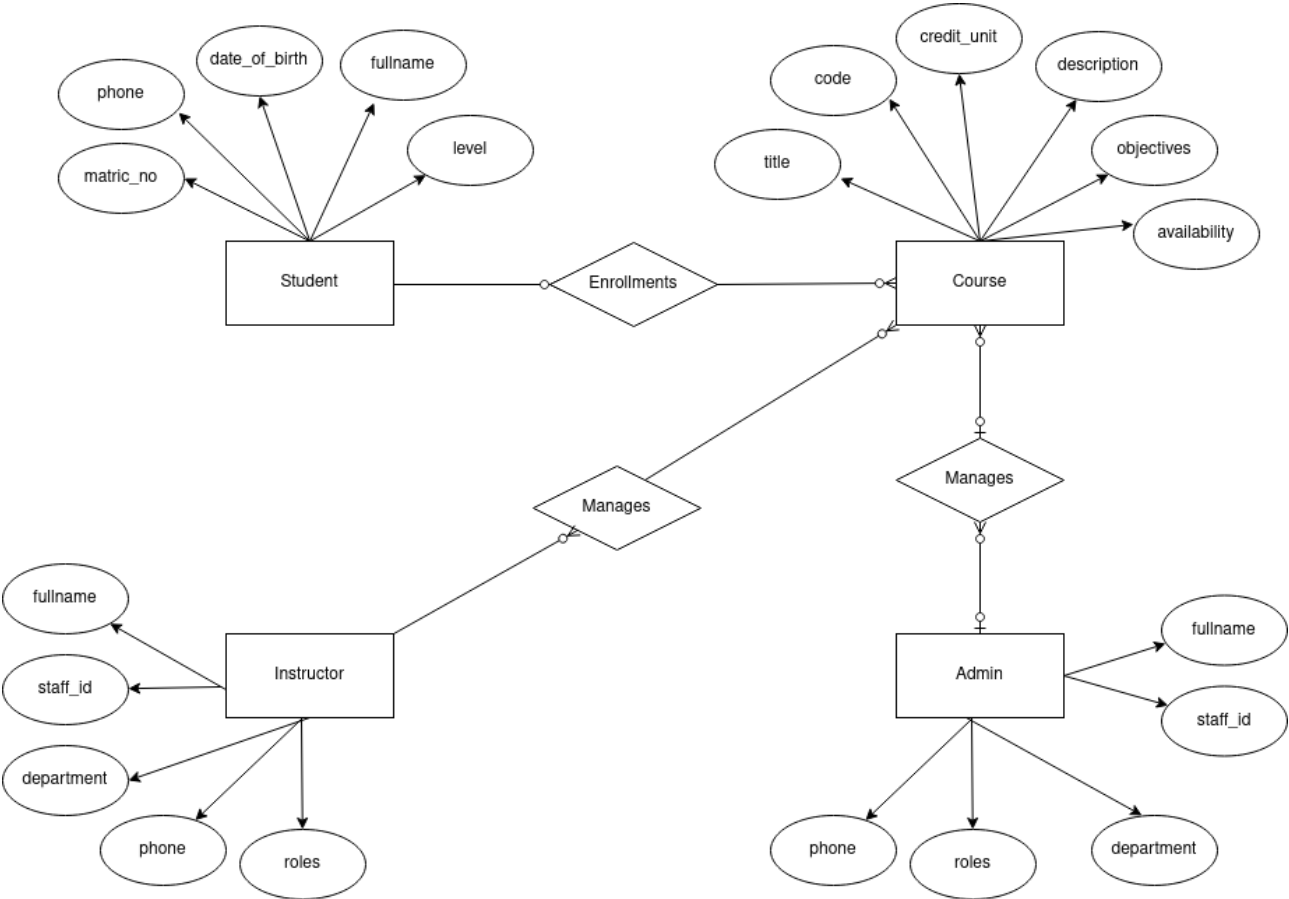 credit_unit
date_of_birth
fullname
description
code
phone
level
objectives
title
matric_no
availability
Student
Enrollments
Course
Manages
Manages
fullname
fullname
Instructor
Admin
staff_id
staff_id
department
phone
roles
phone
roles
department